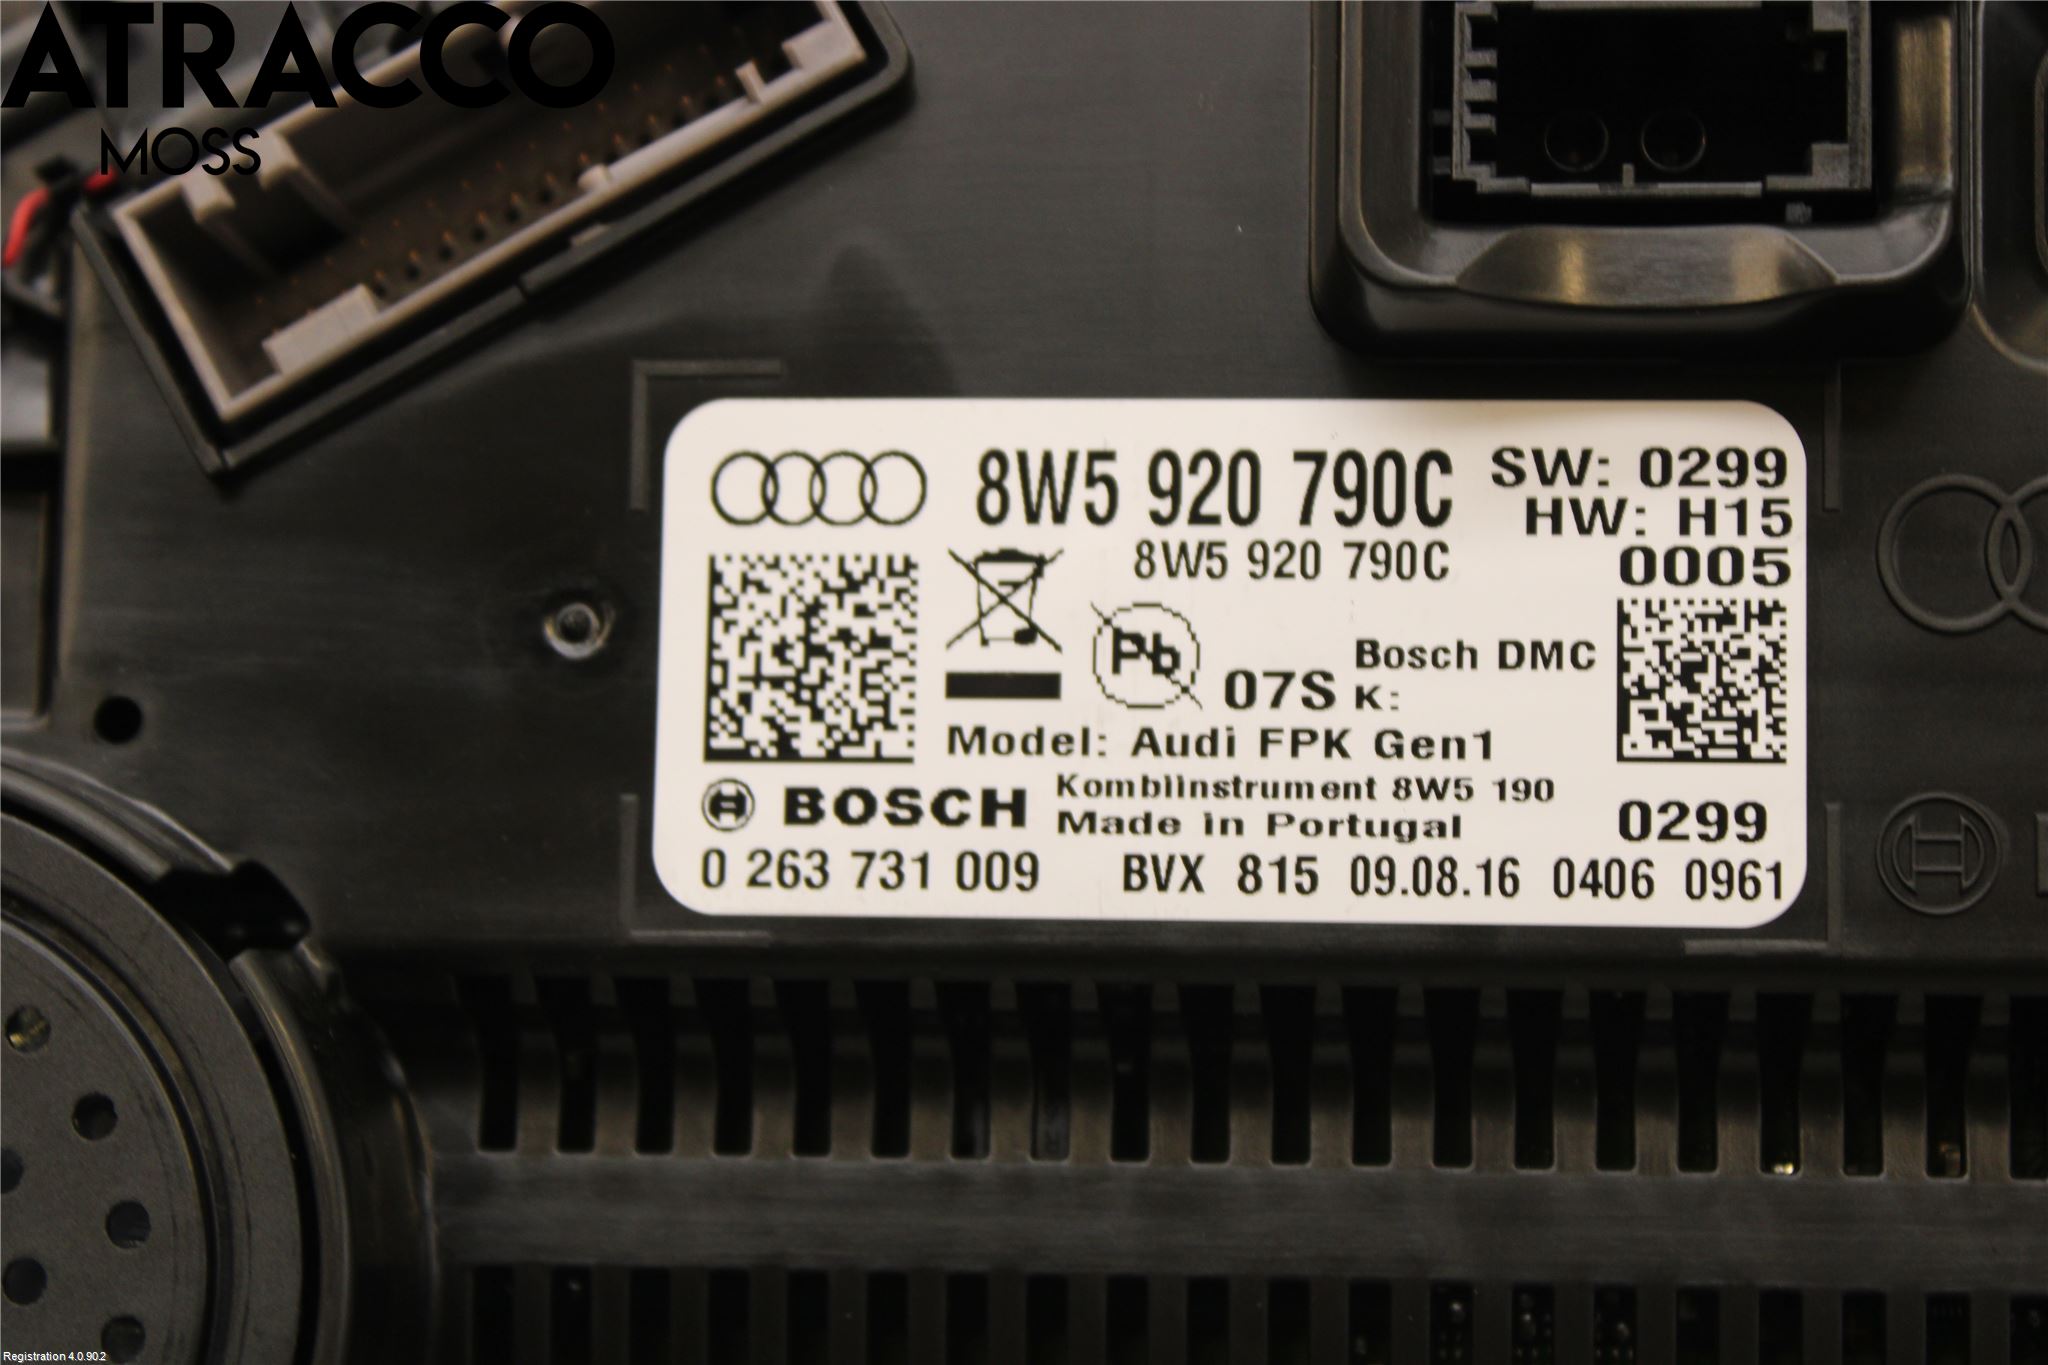 ATRACCO
MOSS
8W5 920 790C
SW: 0299
HW: H15
8W5 920 790C
0005
Pb
07S
Bosch DMC
K:
Model: Audi FPK Gen1
BOSCH
Kombiinstrument 8W5 190
Made in Portugal
0299
0 263 731 009
BVX 815 09.08.16 0406 0961
Registration 4.0.90.2